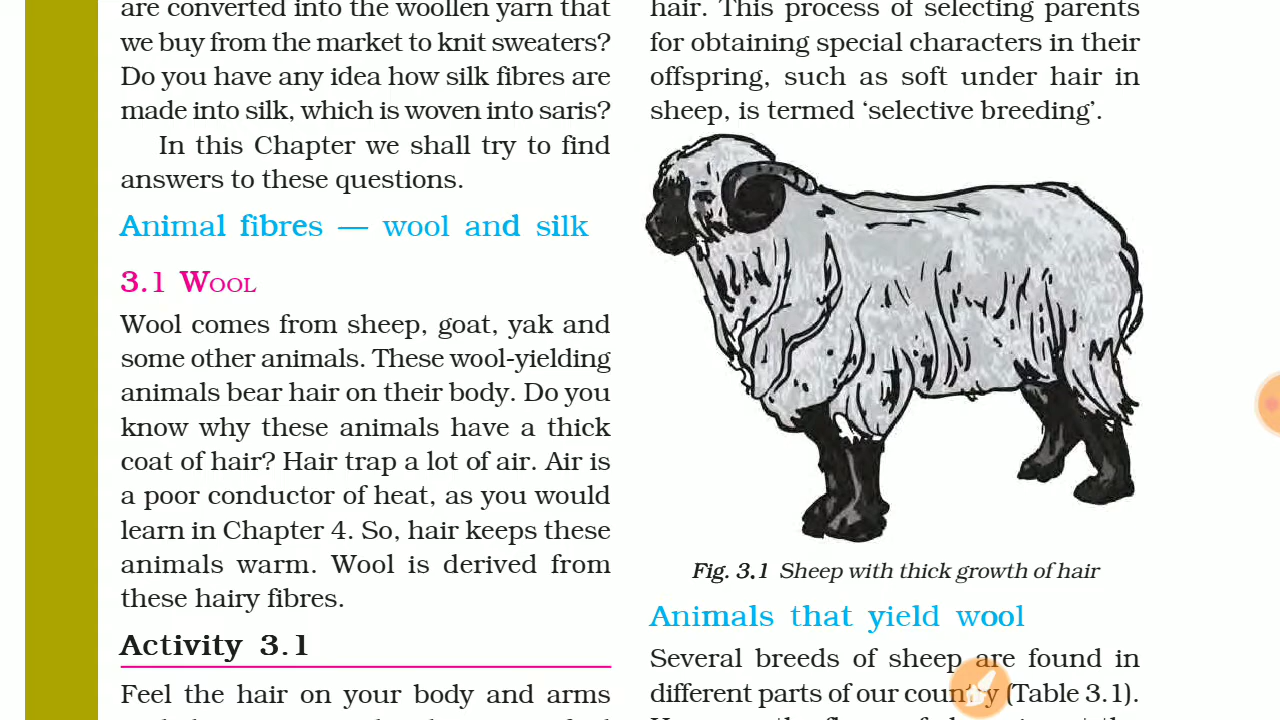 are converted into the woollen yarn that
we buy from the market to knit sweaters?
Do you have any idea how silk fibres are
made into silk, which is woven into saris?
In this Chapter we shall try to find
answers to these questions.
Animal fibres — wool and silk
3.1 WOOL
Wool comes from sheep, goat, yak and
some other animals. These wool-yielding
animals bear hair on their body. Do you
know why these animals have a thick
coat of hair? Hair trap a lot of air. Air is
a poor conductor of heat, as you would
learn in Chapter 4. So, hair keeps these
animals warm. Wool is derived from
these hairy fibres.
Activity 3.1
Feel the hair on your body and arms
hair. This process of selecting parents
for obtaining special characters in their
offspring, such as soft under hair in
sheep, is termed ‘selective breeding’.
Fig. 3.1 Sheep with thick growth of hair
Animals that yield wool
Several breeds of sheep are found in
different parts of our country (Table 3.1).